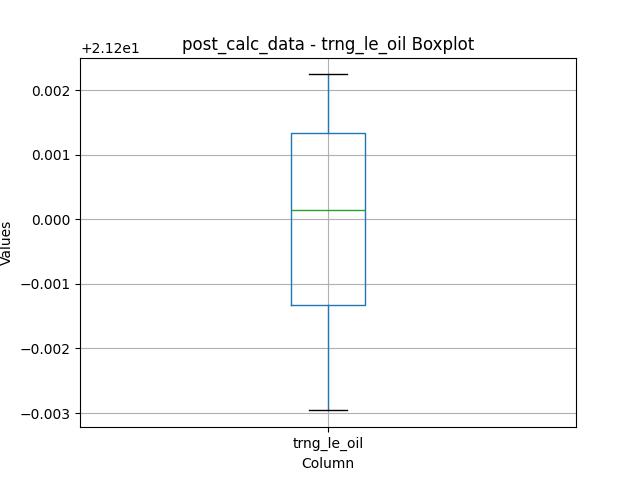 post_calc_data - trng_le_oil Boxplot
+2.12e1
0.002
0.001
0.000
−0.001
−0.002
−0.003
Values
trng_le_oil
Column